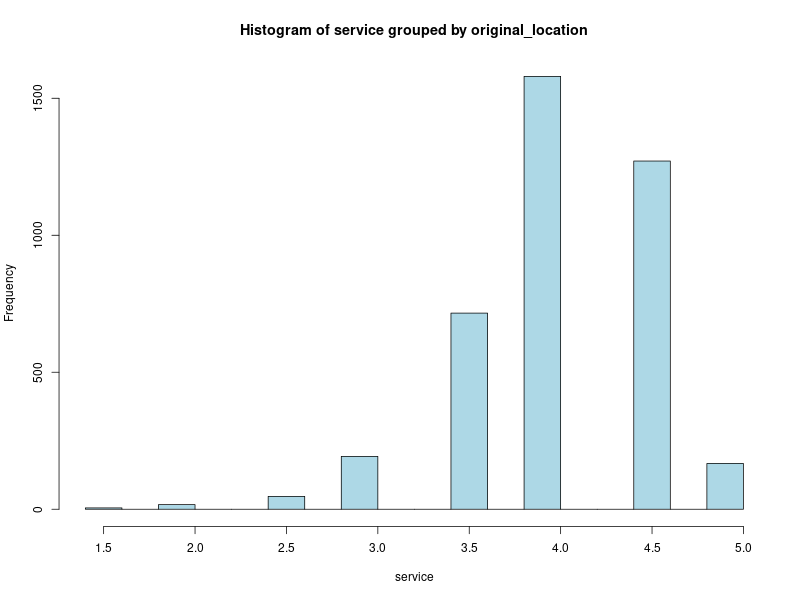 Histogram of service grouped by original_location
Frequency
1500
1000
500
0
1.5 2.0 2.5 3.0 3.5 4.0 4.5 5.0
service